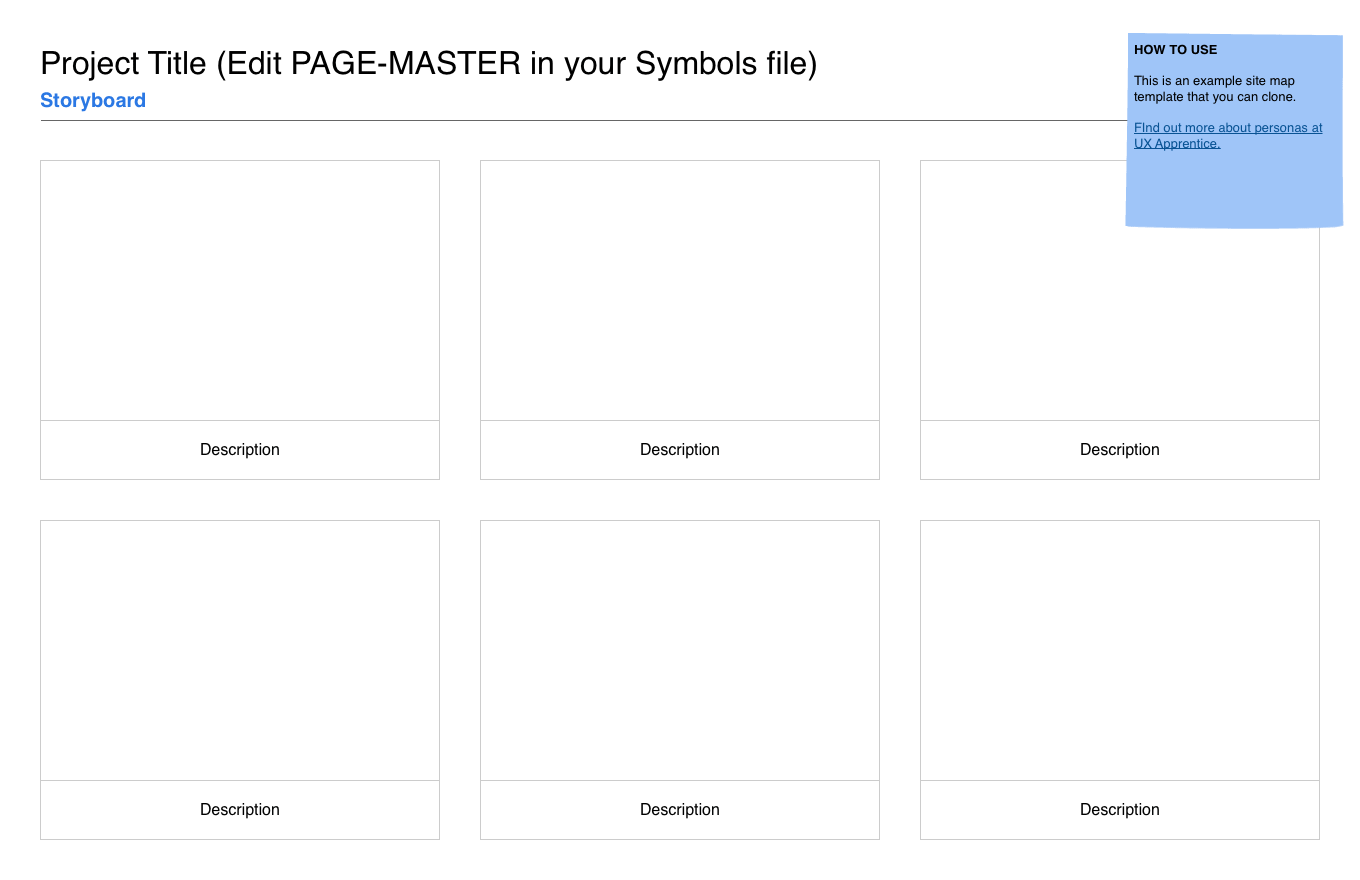 Project Title (Edit PAGE-MASTER in your Symbols file)
Storyboard
HOW TO USE
This is an example site map
template that you can clone.
FInd out more about personas at
UX Apprentice.
Description
Description
Description
Description
Description
Description